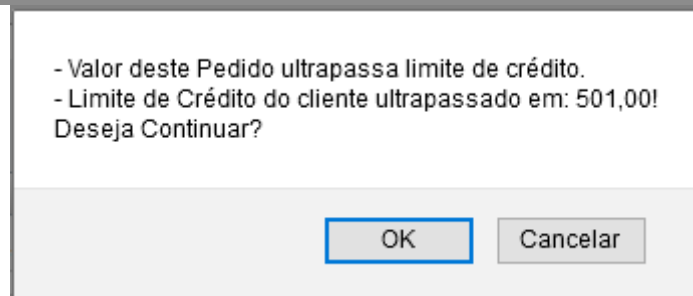 - Valor deste Pedido ultrapassa limite de crédito.
- Limite de Crédito do cliente ultrapassado em: 501,00!
Deseja Continuar?
OK
Cancelar